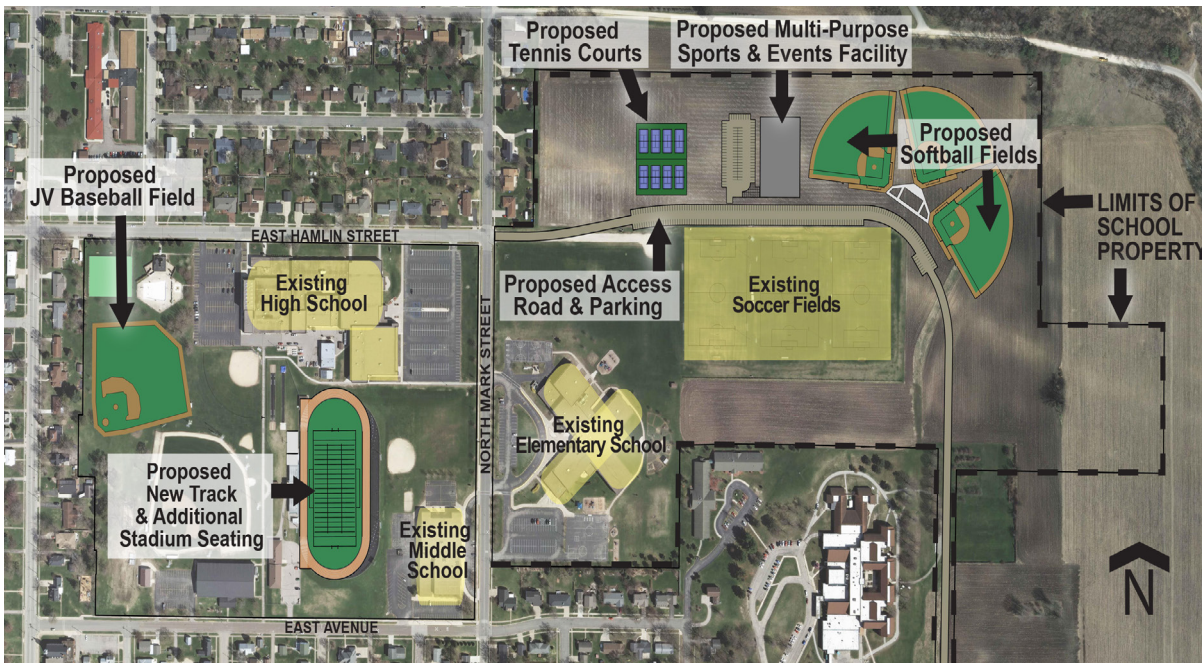 Proposed
Tennis Courts
Proposed Multi-Purpose
Sports & Events Facility
Proposed
Softball Fields
Proposed
JV Baseball Field
LIMITS OF
SCHOOL
PROPERTY
EAST HAMLIN STREET
Existing
High School
Proposed Access
Road & Parking
Existing
Soccer Fields
NORTH MARK STREET
Existing
Elementary School
Proposed
New Track
& Additional
Stadium Seating
Existing
Middle
School
EAST AVENUE
N